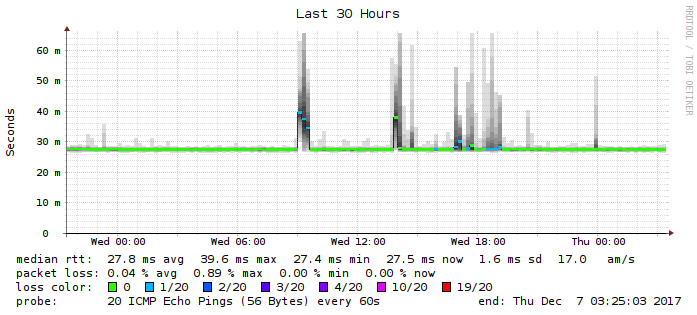 Last 30 Hours
RRDTOOL / TOBI OETIKER
Seconds
60 m
50 m
40 m
30 m
20 m
10 m
0
Wed 00:00 Wed 06:00 Wed 12:00 Wed 18:00 Thu 00:00
median rtt: 27.8 ms avg 39.6 ms max 27.4 ms min 27.5 ms now 1.6 ms sd 17.0 am/s
packet loss: 0.04 % avg 0.89 % max 0.00 % min 0.00 % now
loss color: 0 1/20 2/20 3/20 4/20 10/20 19/20
probe: 20 ICMP Echo Pings (56 Bytes) every 60s end: Thu Dec 7 03:25:03 2017